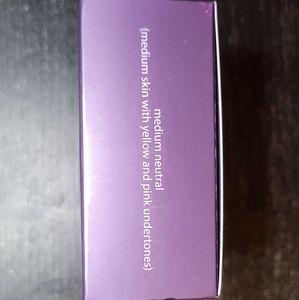 medium neutral
(medium skin with yellow and pink undertones)